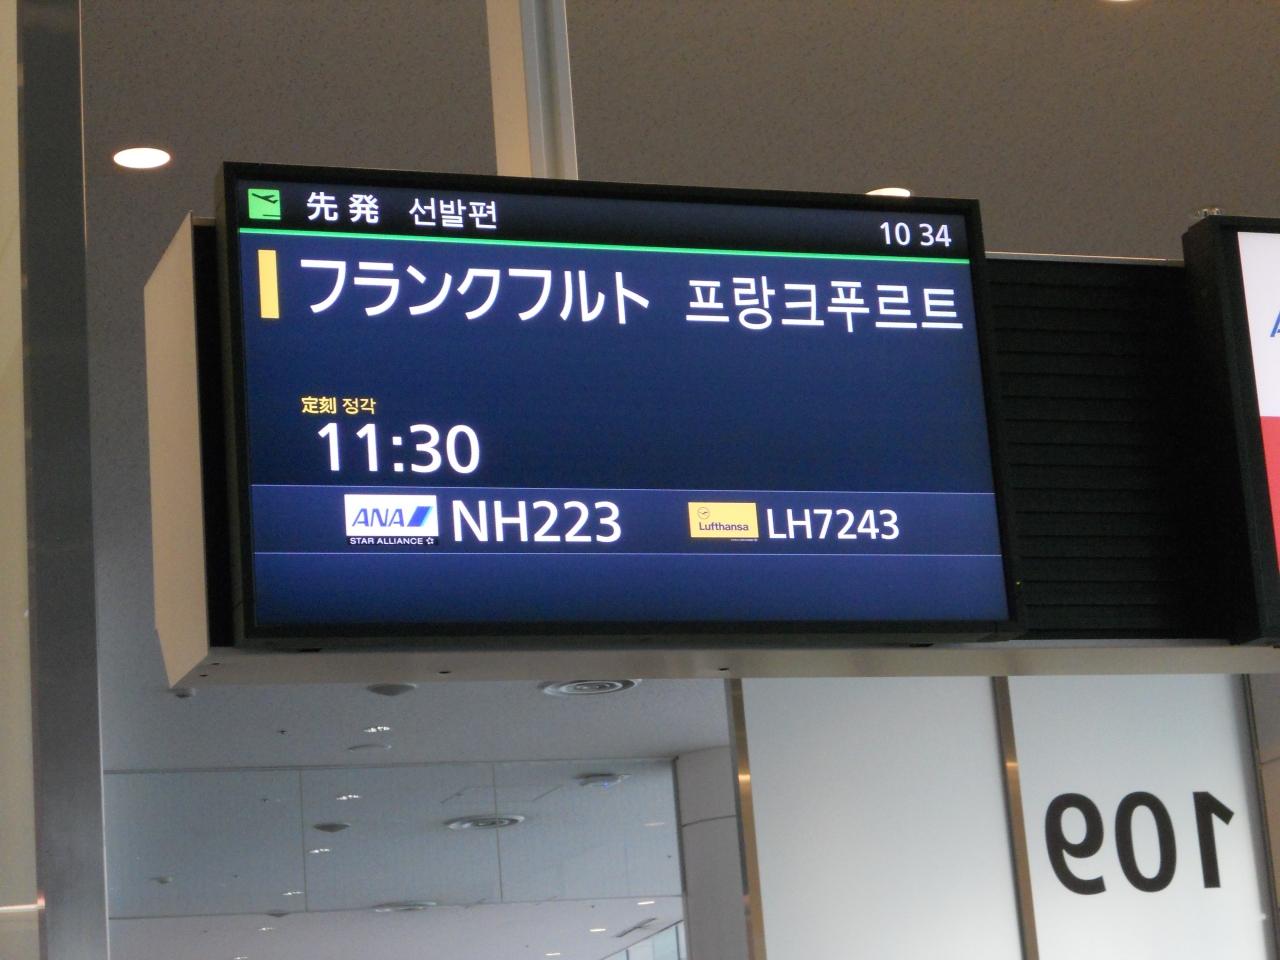 先発 선발편 10 34
フランクフルト 프랑크푸르트
定刻 정각
11:30
ANA STAR ALLIANCE NH223 Lufthansa LH7243
109